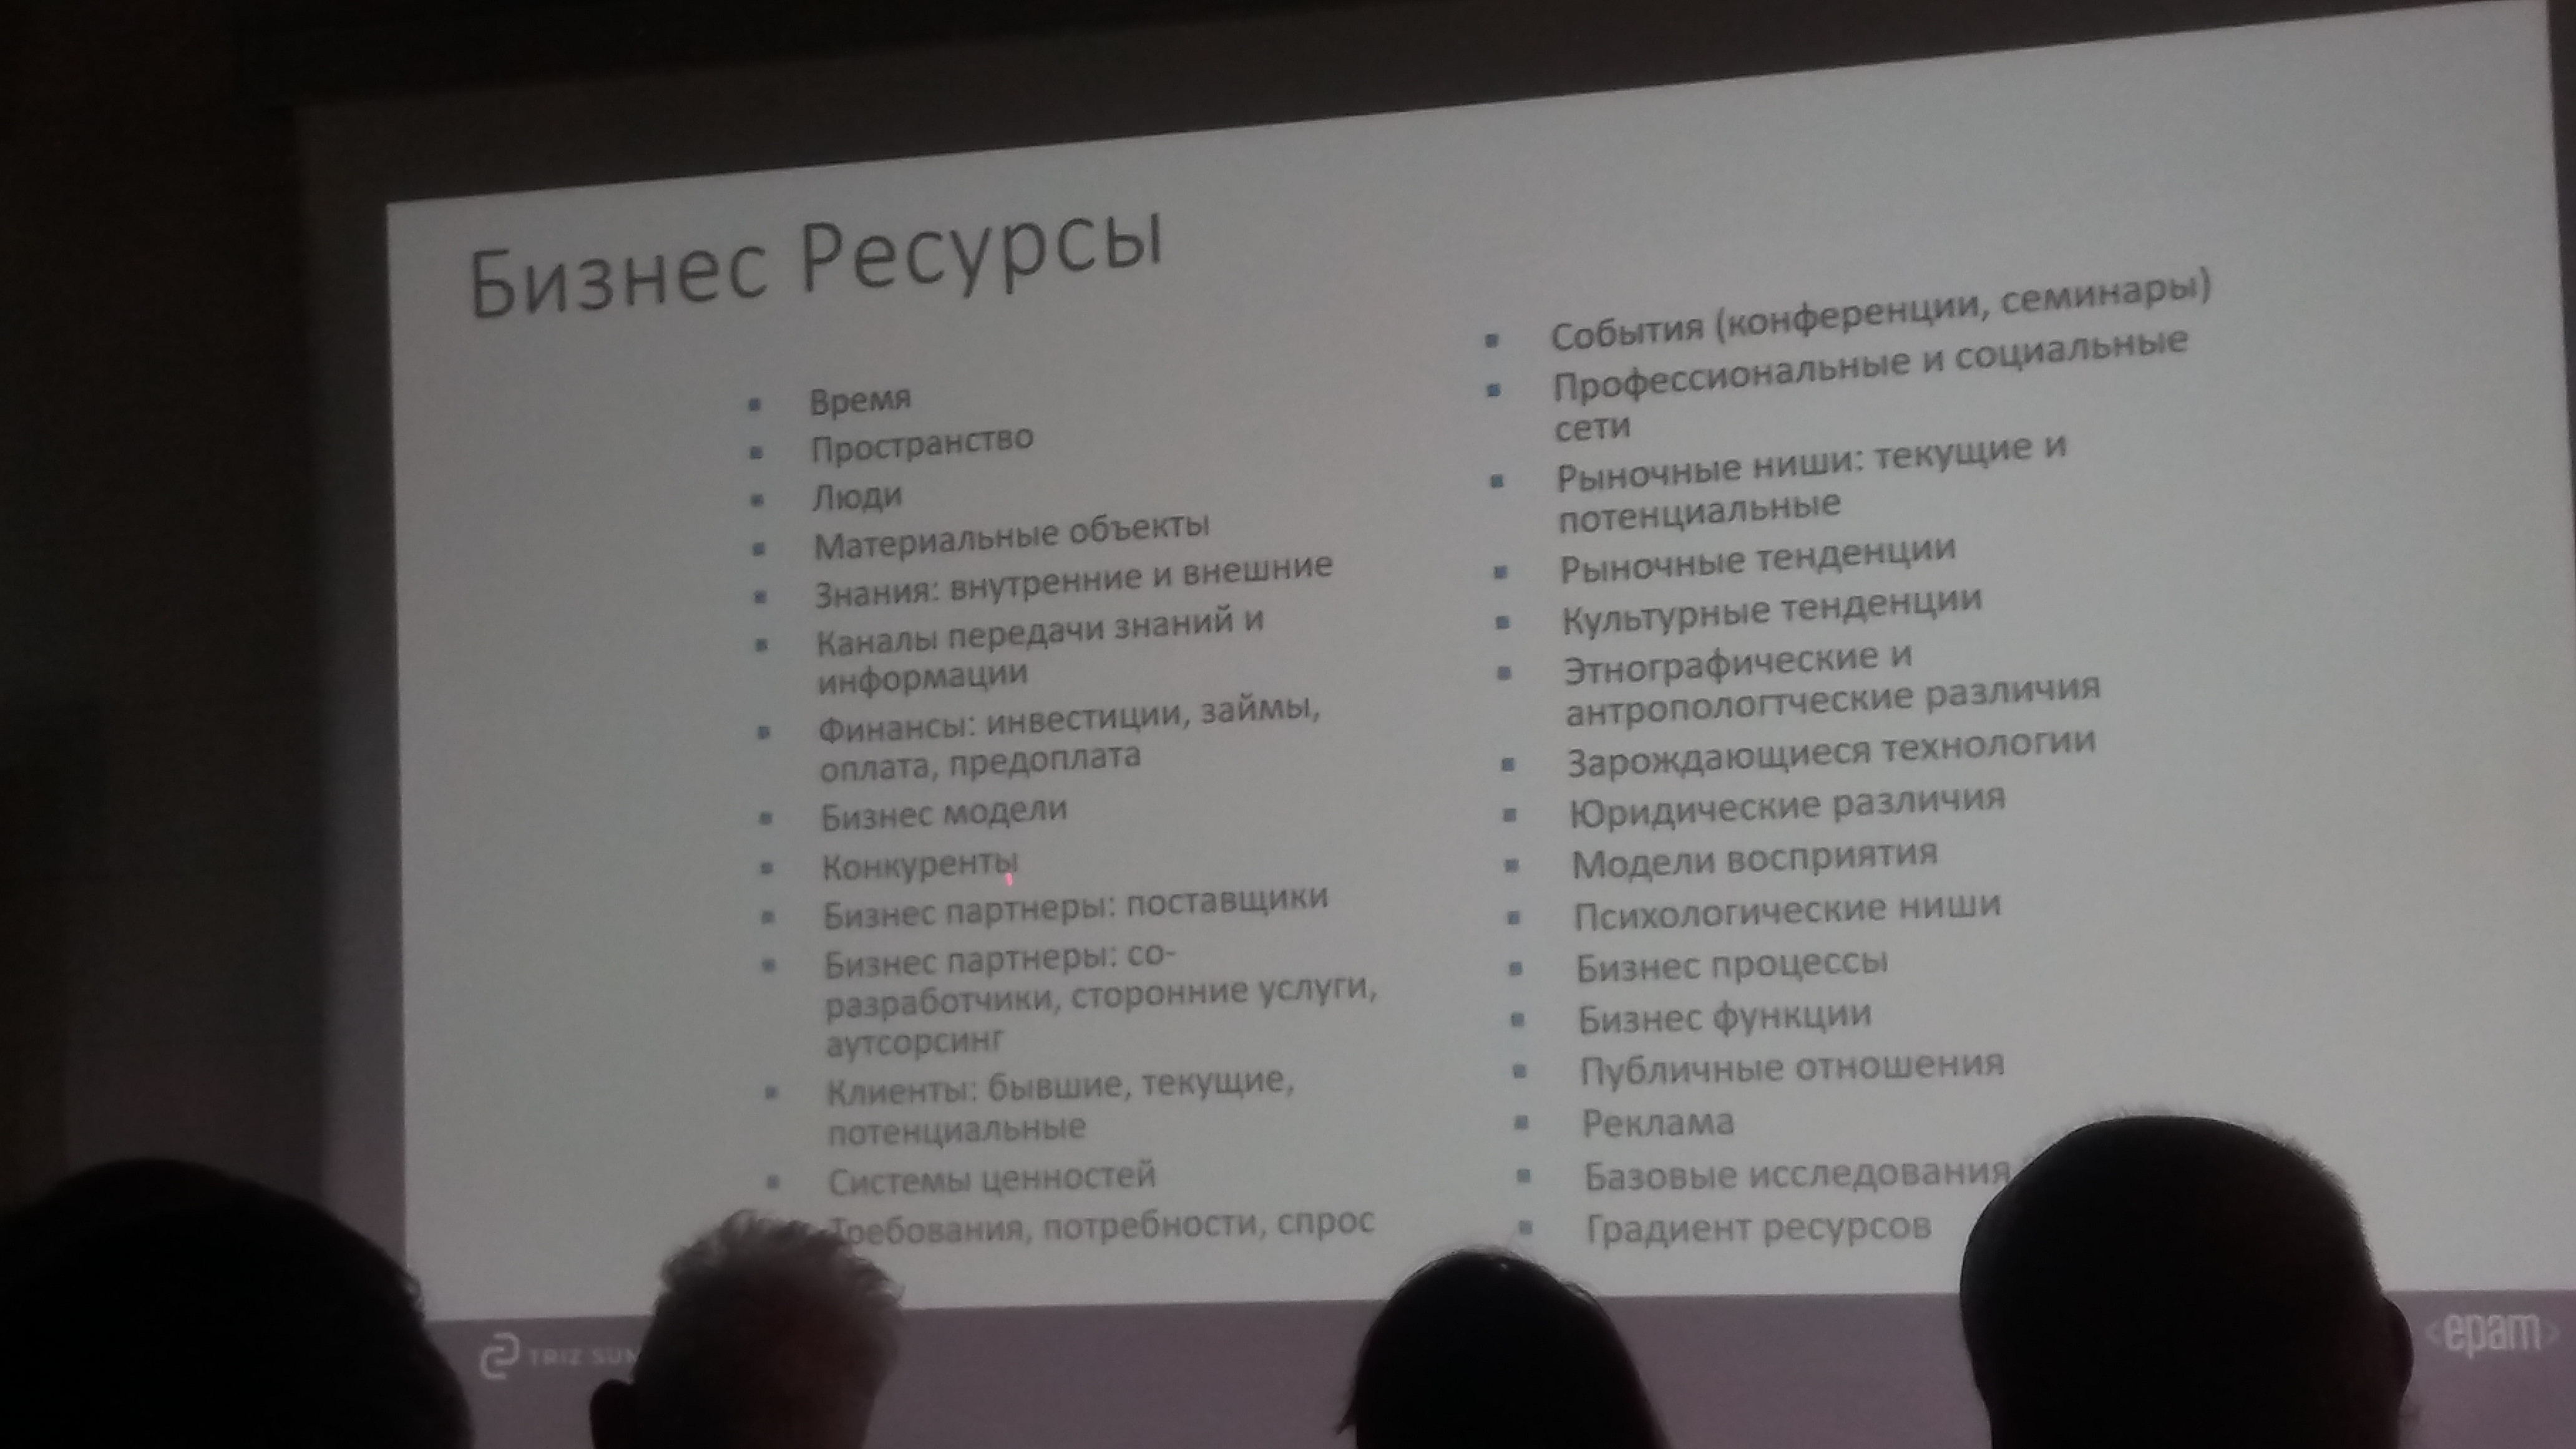 Бизнес Ресурсы
Время
Пространство
Люди
Материальные объекты
Знания: внутренние и внешние
Каналы передачи знаний и
информации
Финансы: инвестиции, займы,
оплата, предоплата
Бизнес модели
Конкуренты
Бизнес партнеры: поставщики
Бизнес партнеры: со-
разработчики, сторонние услуги,
аутсорсинг
Клиенты: бывшие, текущие,
потенциальные
Системы ценностей
Требования, потребности, спрос
События (конференции, семинары)
Профессиональные и социальные
сети
Рыночные ниши: текущие и
потенциальные
Рыночные тенденции
Культурные тенденции
Этнографические и
антропологтческие различия
Зарождающиеся технологии
Юридические различия
Модели восприятия
Психологические ниши
Бизнес процессы
Бизнес функции
Публичные отношения
Реклама
Базовые исследования
Градиент ресурсов
TRIZ
<epam>